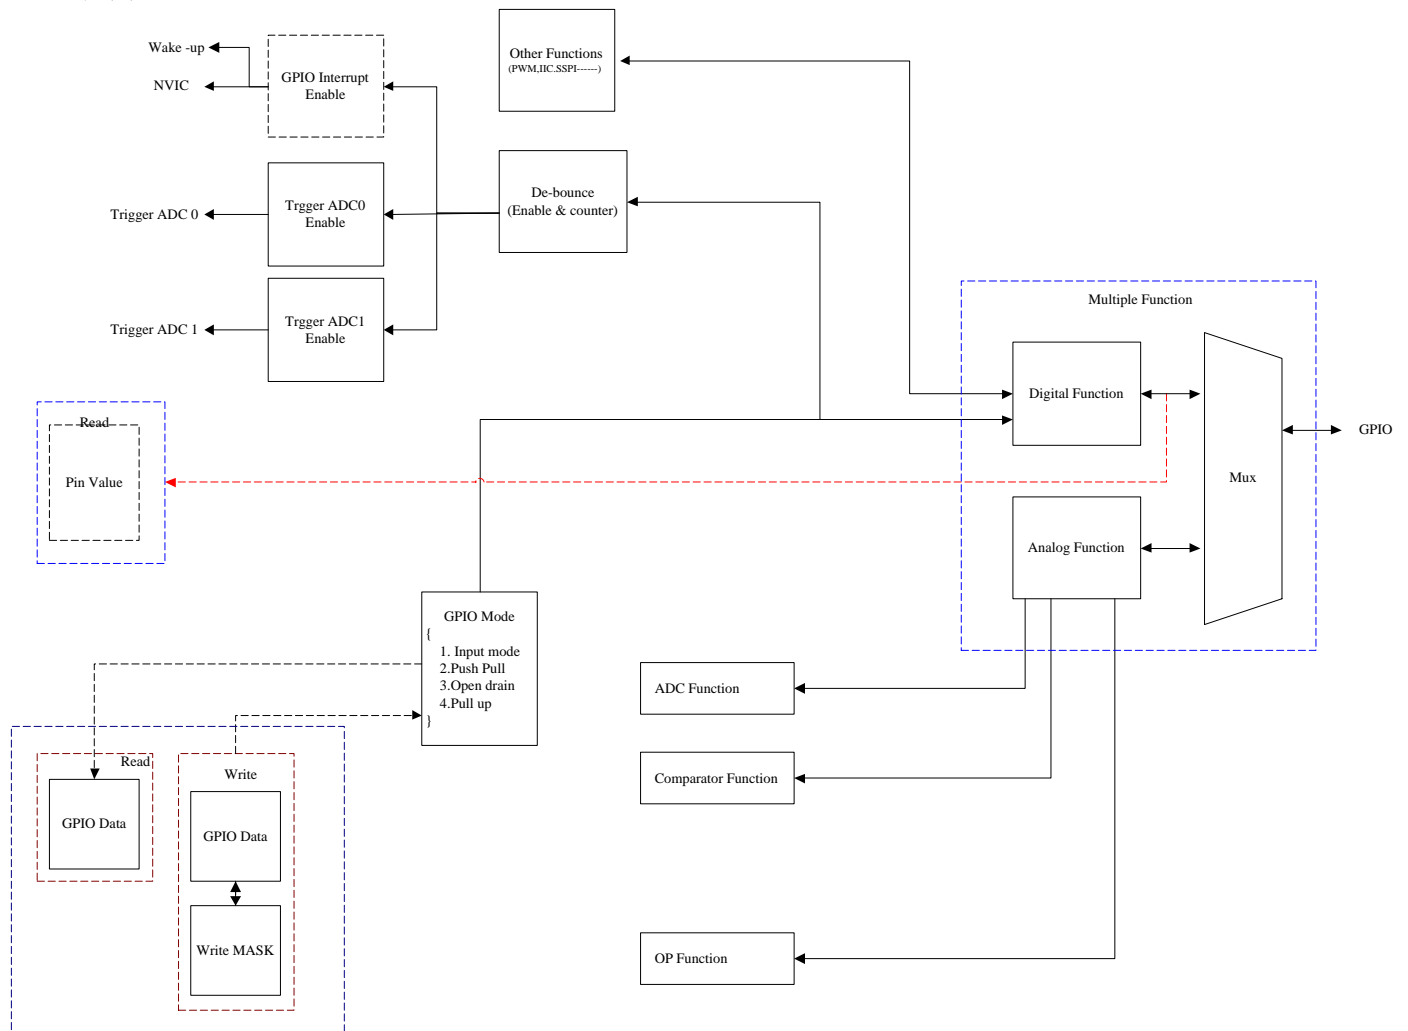 Wake -up
NVIC
GPIO Interrupt
Enable
Other Functions
(PWM,IIC.SSPI------)
Trigger ADC 0
Trgger ADC0
Enable
De-bounce
(Enable & counter)
Trigger ADC 1
Trgger ADC1
Enable
Multiple Function
Digital Function
Mux
GPIO
Analog Function
Read
Pin Value
GPIO Mode
{
1. Input mode
2.Push Pull
3.Open drain
4.Pull up
}
ADC Function
Comparator Function
OP Function
Read
GPIO Data
Write
GPIO Data
Write MASK